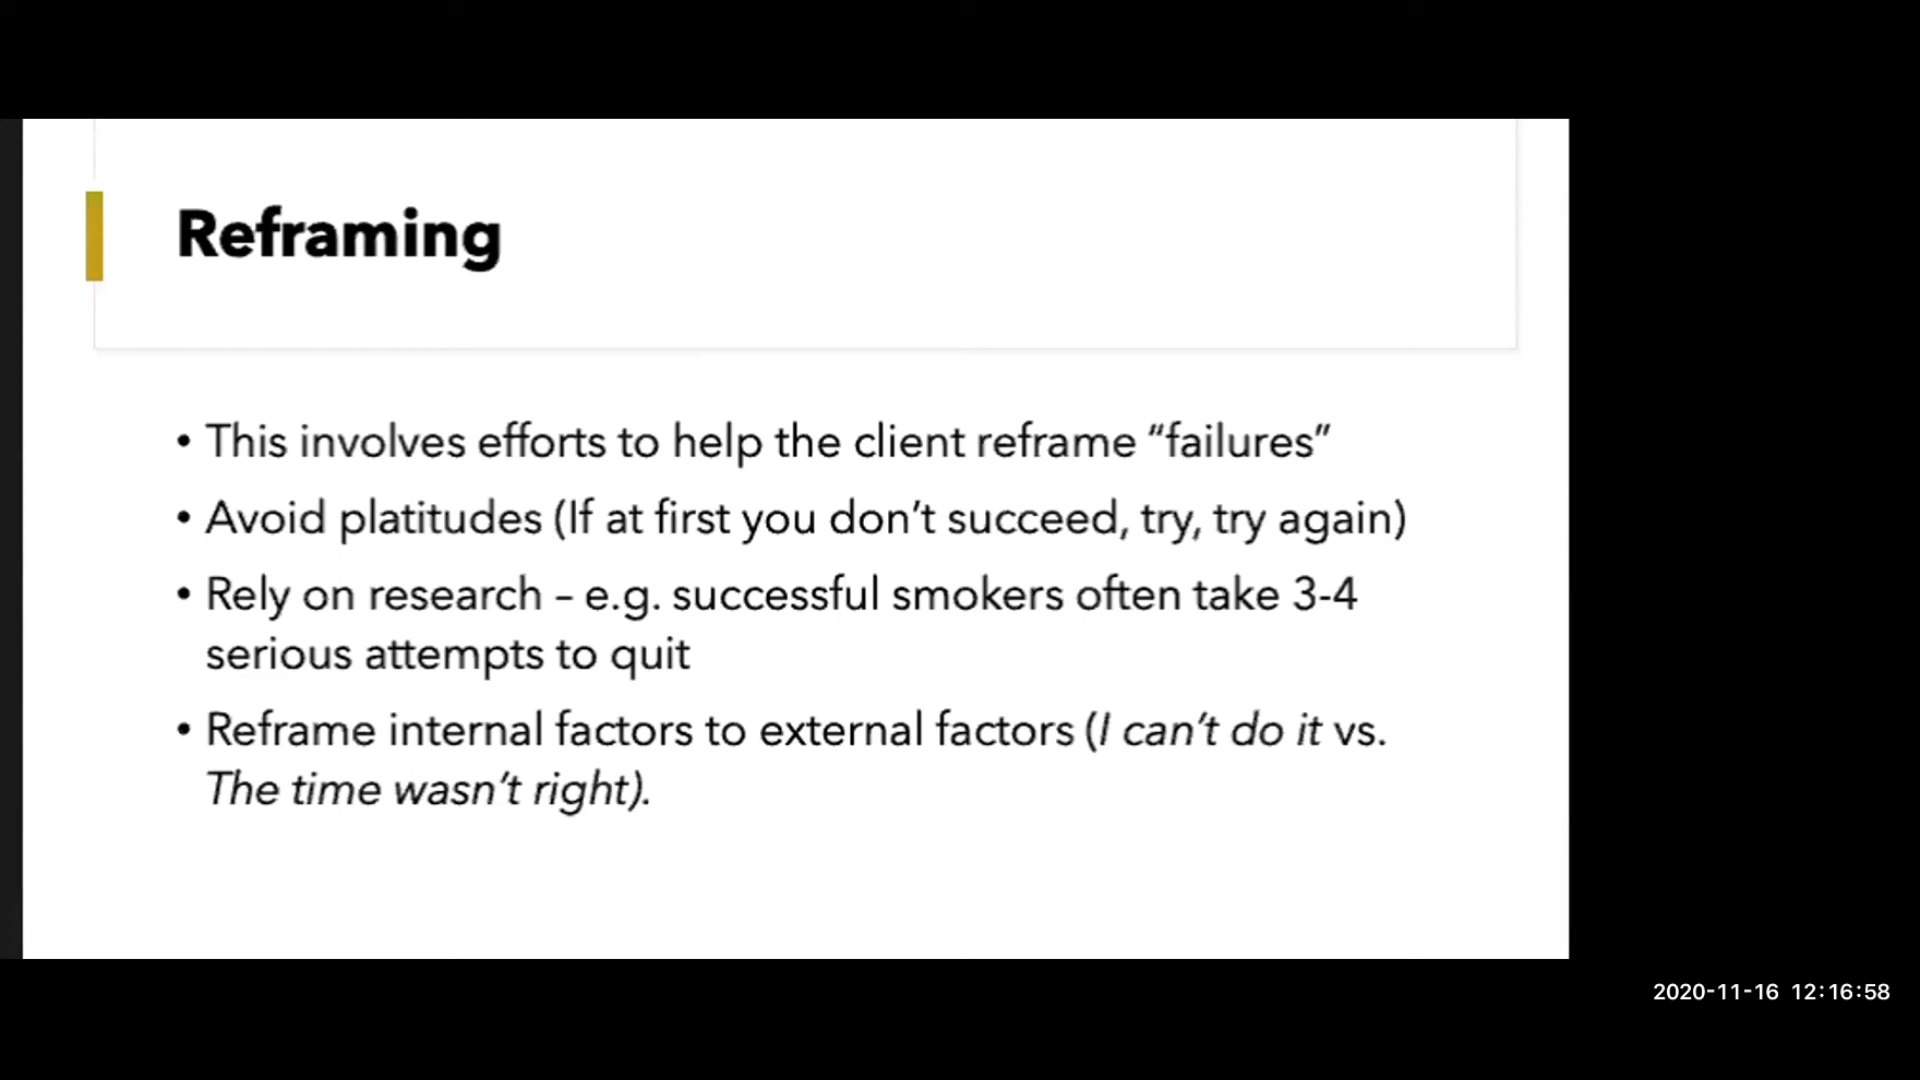 Reframing
• This involves efforts to help the client reframe “failures”
• Avoid platitudes (If at first you don’t succeed, try, try again)
• Rely on research – e.g. successful smokers often take 3-4
serious attempts to quit
• Reframe internal factors to external factors (I can’t do it vs.
The time wasn’t right).
2020-11-16 12:16:58